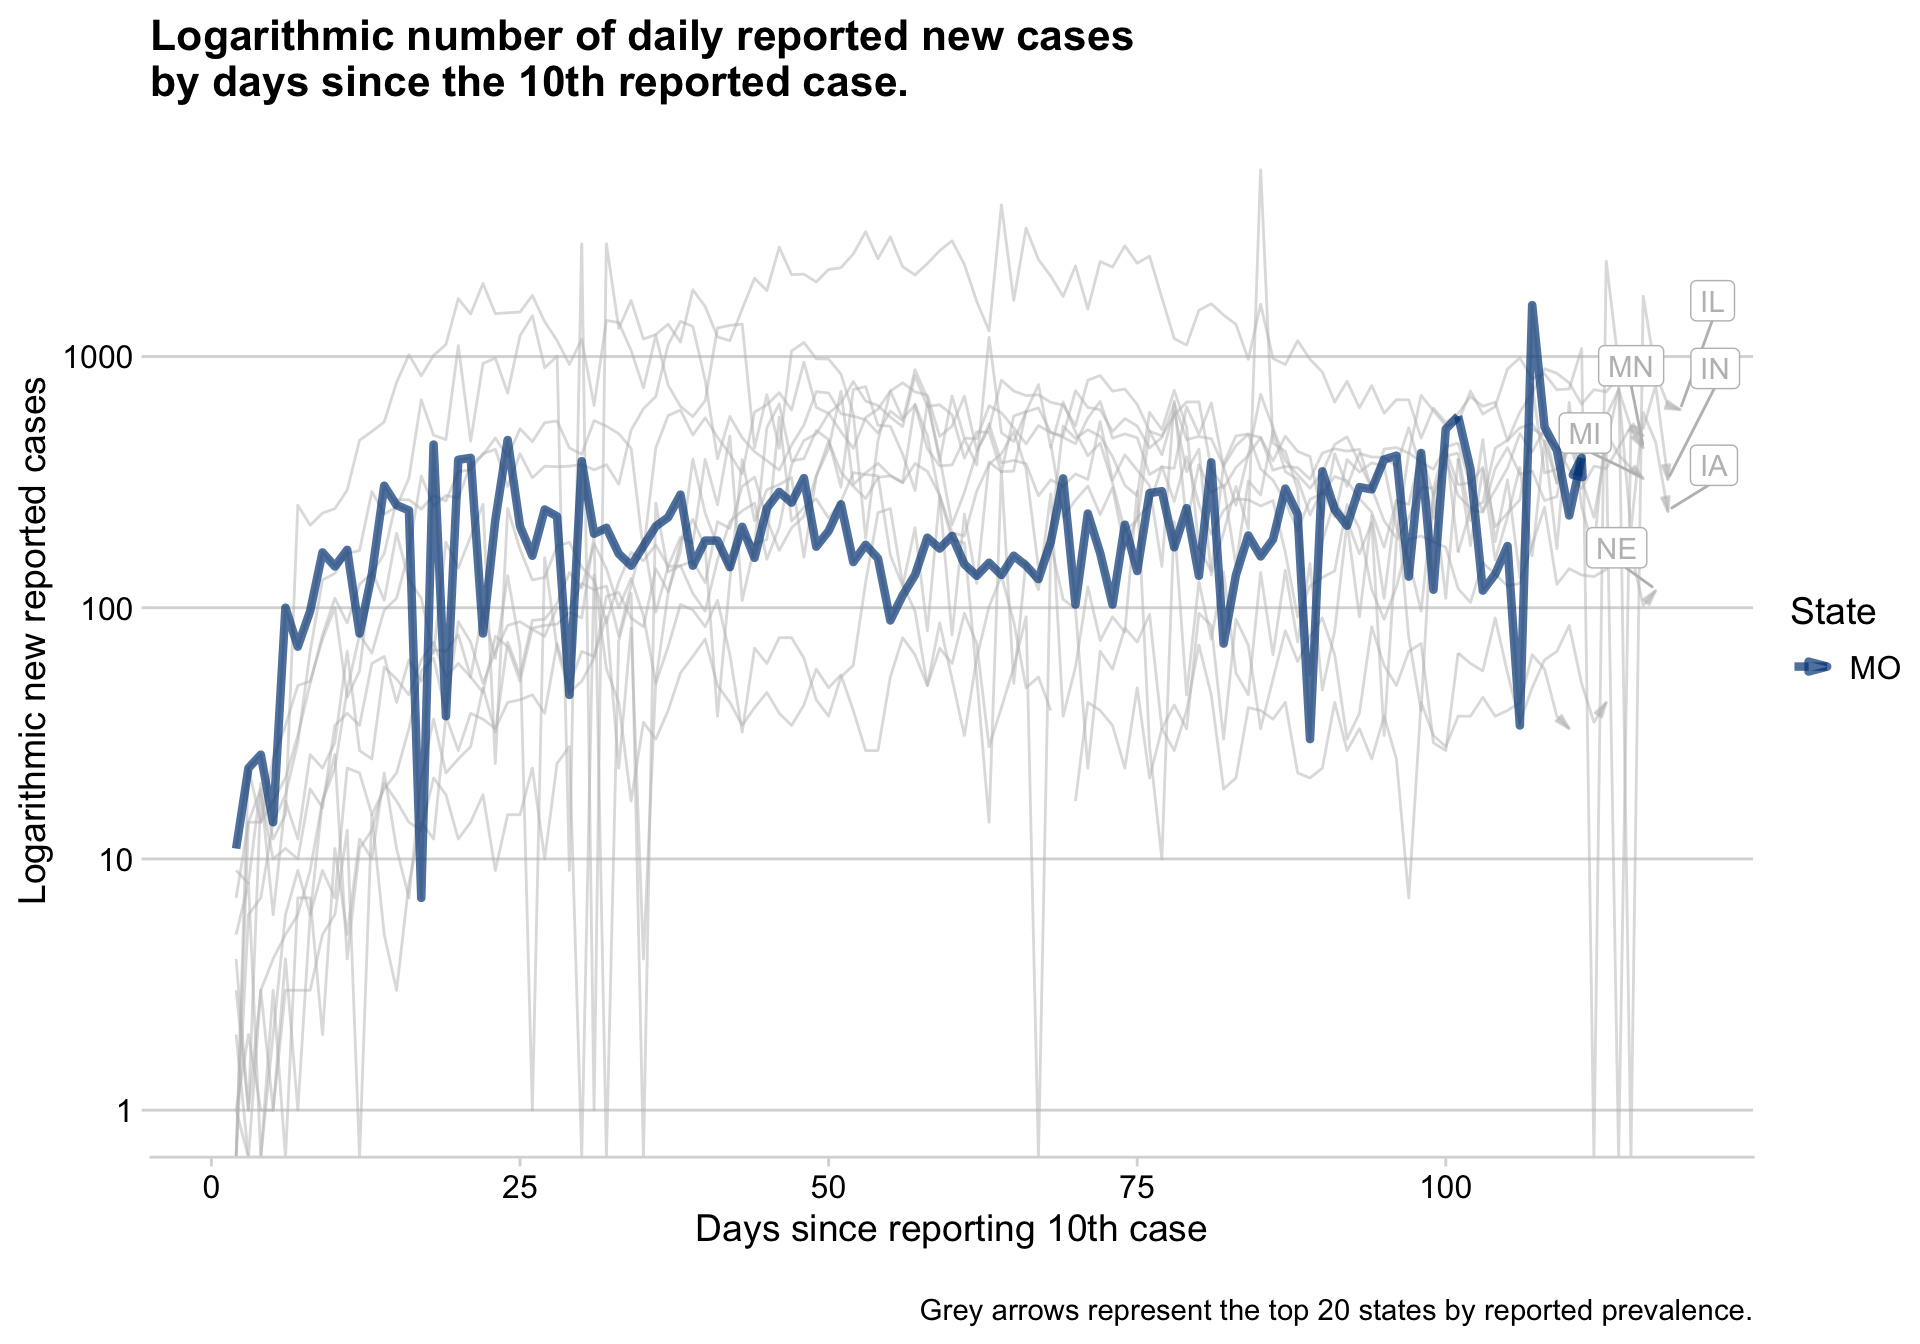 Logarithmic number of daily reported new cases
by days since the 10th reported case.
Logarithmic new reported cases
1000
100
10
1
0
25
50
75
100
Days since reporting 10th case
IL
MN
IN
MI
IA
NE
State
MO
Grey arrows represent the top 20 states by reported prevalence.